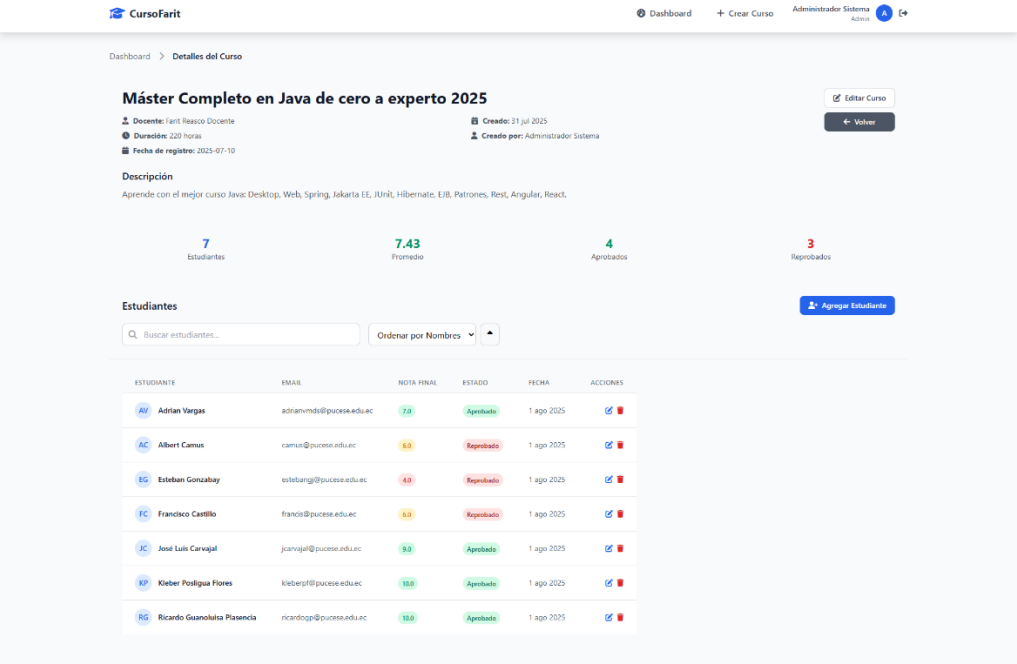 CursoFarit
Dashboard
Crear Curso
Administrador Sistema
Admin
A
Dashboard > Detalles del Curso
Máster Completo en Java de cero a experto 2025
Editar Curso
Volver
Docente: Farit Reasco Docente
Creado: 31 jul 2025
Duración: 220 horas
Creado por: Administrador Sistema
Fecha de registro: 2025-07-10
Descripción
Aprende con el mejor curso Java: Desktop, Web, Spring, Jakarta EE, JUnit, Hibernate, EJB, Patrones, Rest, Angular, React.
7 7.43 4 3
Estudiantes Promedio Aprobados Reprobados
Estudiantes
Agregar Estudiante
Buscar estudiantes...
Ordenar por Nombres
ESTUDIANTE EMAIL NOTA FINAL ESTADO FECHA ACCIONES
AV Adrian Vargas adrianvmds@pucese.edu.ec 7.0 Aprobado 1 ago 2025
AC Albert Camus camus@pucese.edu.ec 6.0 Reprobado 1 ago 2025
EG Esteban Gonzabay estebangj@pucese.edu.ec 4.0 Reprobado 1 ago 2025
FC Francisco Castillo francis@pucese.edu.ec 6.0 Reprobado 1 ago 2025
JC José Luis Carvajal jcarvajal@pucese.edu.ec 9.0 Aprobado 1 ago 2025
KP Kleber Posligua Flores kleberpf@pucese.edu.ec 10.0 Aprobado 1 ago 2025
RG Ricardo Guanoluisa Plasencia ricardogp@pucese.edu.ec 10.0 Aprobado 1 ago 2025